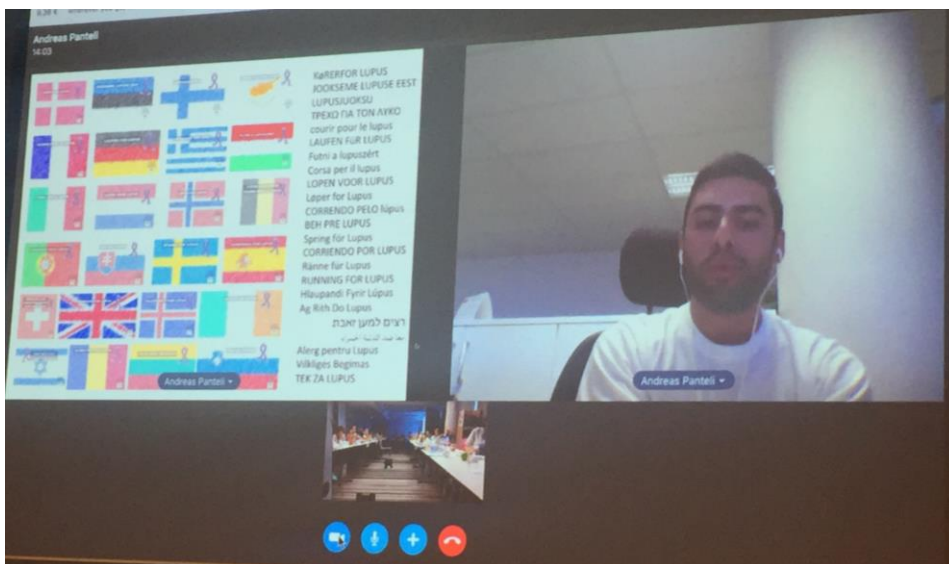 Andreas Panteli
14:03
KøRERFOR LUPUS
JOOKSEME LUPUSE EEST
LUPUSJUOKSU
ΤΡΕΧΩ ΓΙΑ ΤΟΝ ΛΥΚΟ
courir pour le lupus
LAUFEN FüR LUPUS
Futni a lupuszért
Corsa per il lupus
LOPEN VOOR LUPUS
Løper for Lupus
CORRENDO PELO lúpus
BEH PRE LUPUS
Spring för Lupus
CORRIENDO POR LUPUS
Ränne für Lupus
RUNNING FOR LUPUS
Hlaupandi Fyrir Lúpus
Ag Rith Do Lupus
רצים למען זאבת
Alerg pentru Lupus
Vilkligės Begimas
TEK ZA LUPUS
Andreas Panteli
Andreas Panteli